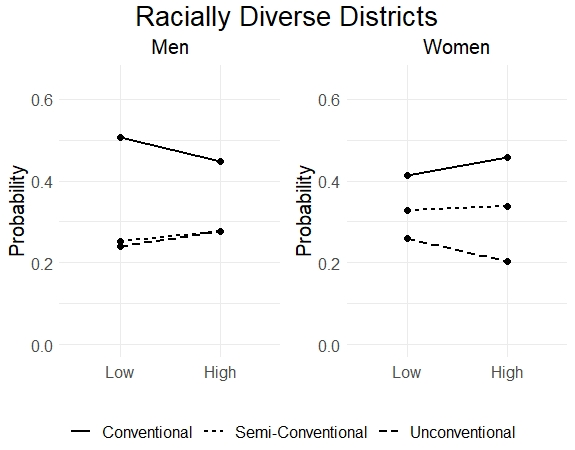 Racially Diverse Districts
Men
Women
Probability
0.6
0.4
0.2
0.0
Low
High
Probability
0.6
0.4
0.2
0.0
Low
High
Conventional
Semi-Conventional
Unconventional